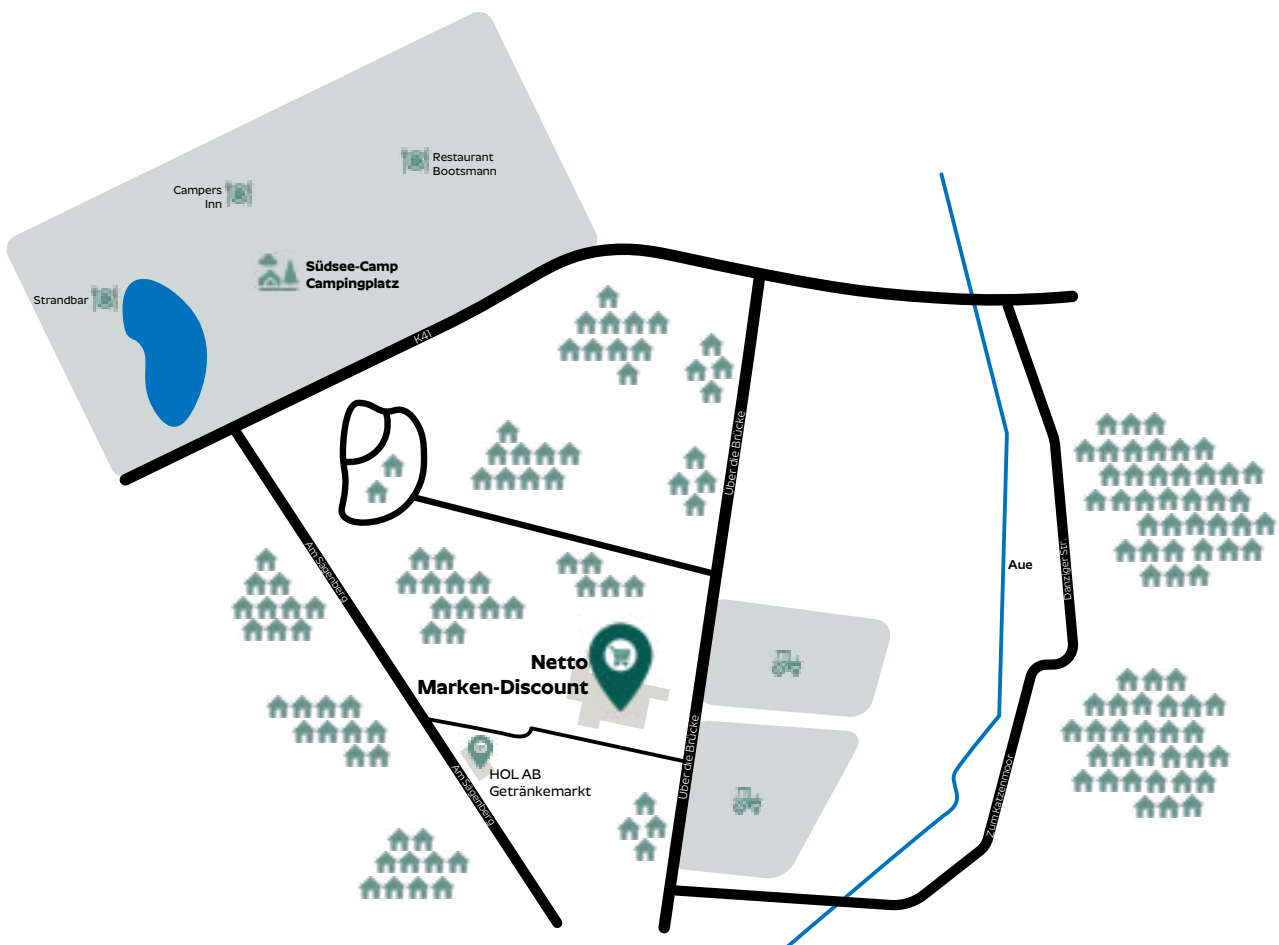 Restaurant
Bootsmann
Campers
Inn
Südsee-Camp
Campingplatz
Strandbar
K41
Über die Brücke
Am Sägenberg
Aue
Danziger Str.
Netto
Marken-Discount
Über die Brücke
HOL AB
Getränkemarkt
Am Sägenberg
Zum Katzenmoor